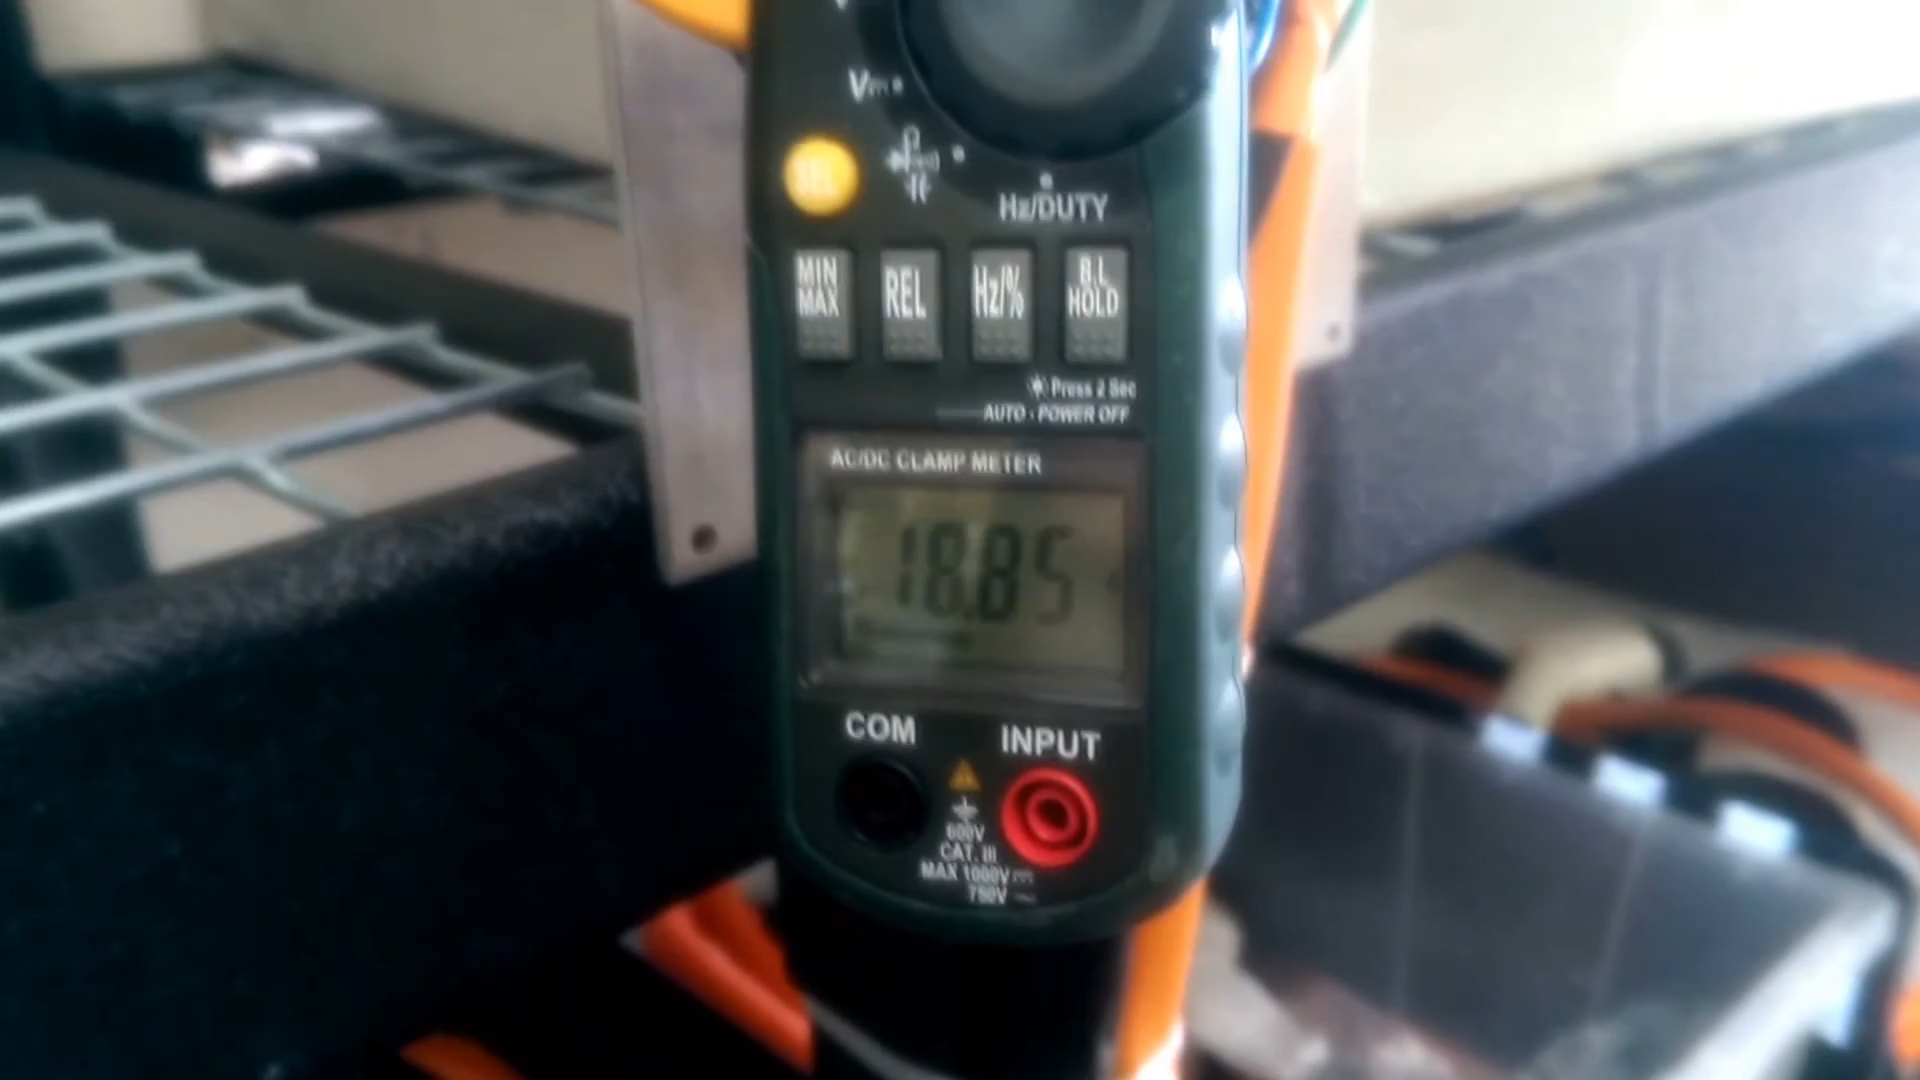 V
SEL
Hz/DUTY
MIN MAX
REL
Hz/%
B.L HOLD
Press 2 Sec
AUTO - POWER OFF
AC/DC CLAMP METER
18.85
COM
INPUT
600V
CAT. III
MAX 1000V
750V